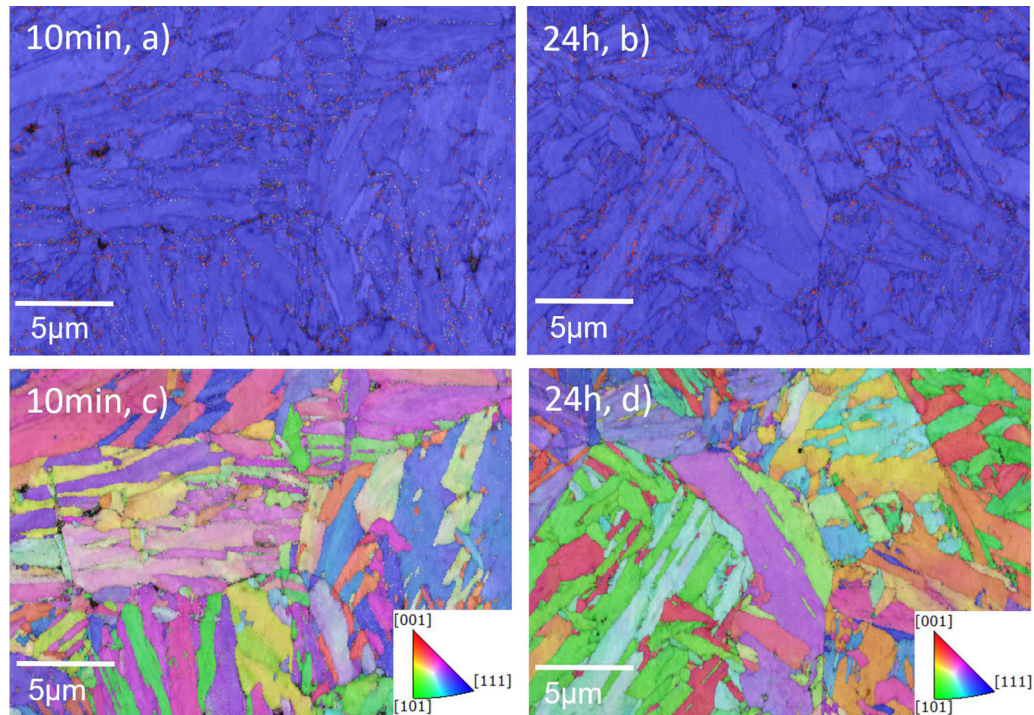 10min, a)
5µm
24h, b)
5µm
10min, c)
5µm
[001]
[111]
[101]
24h, d)
5µm
[001]
[111]
[101]